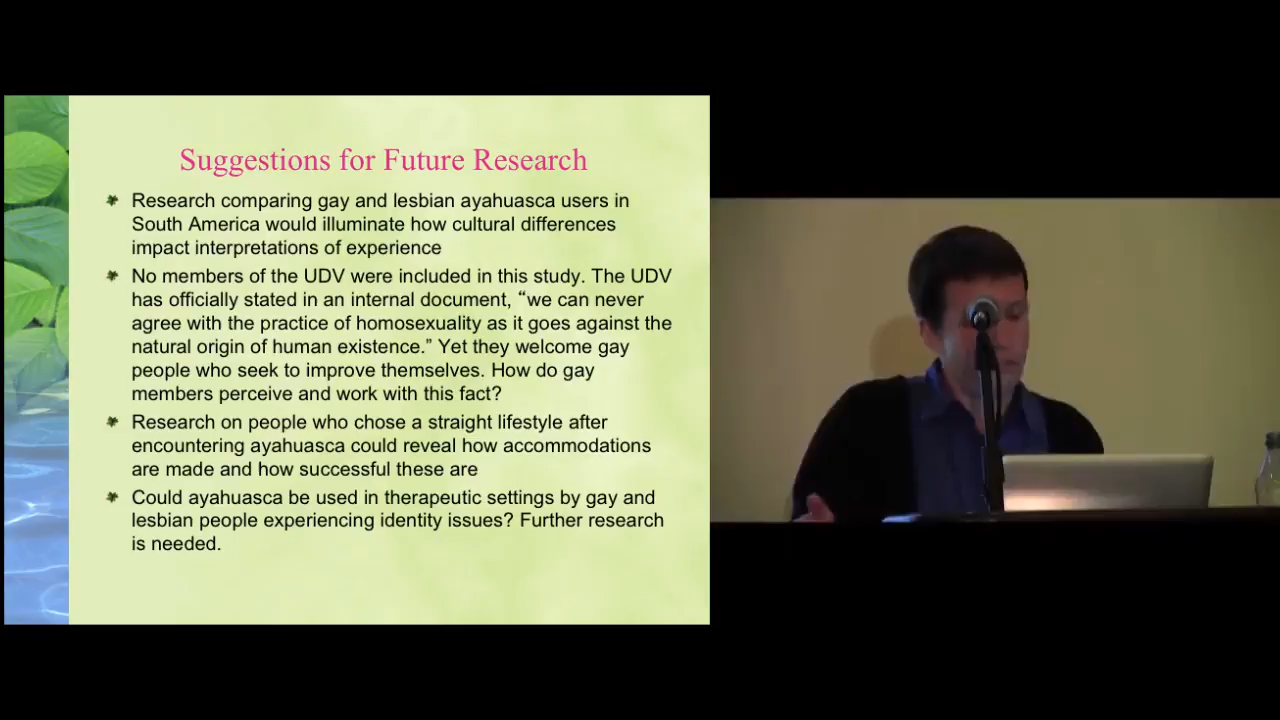 Suggestions for Future Research
Research comparing gay and lesbian ayahuasca users in
South America would illuminate how cultural differences
impact interpretations of experience
No members of the UDV were included in this study. The UDV
has officially stated in an internal document, “we can never
agree with the practice of homosexuality as it goes against the
natural origin of human existence.” Yet they welcome gay
people who seek to improve themselves. How do gay
members perceive and work with this fact?
Research on people who chose a straight lifestyle after
encountering ayahuasca could reveal how accommodations
are made and how successful these are
Could ayahuasca be used in therapeutic settings by gay and
lesbian people experiencing identity issues? Further research
is needed.